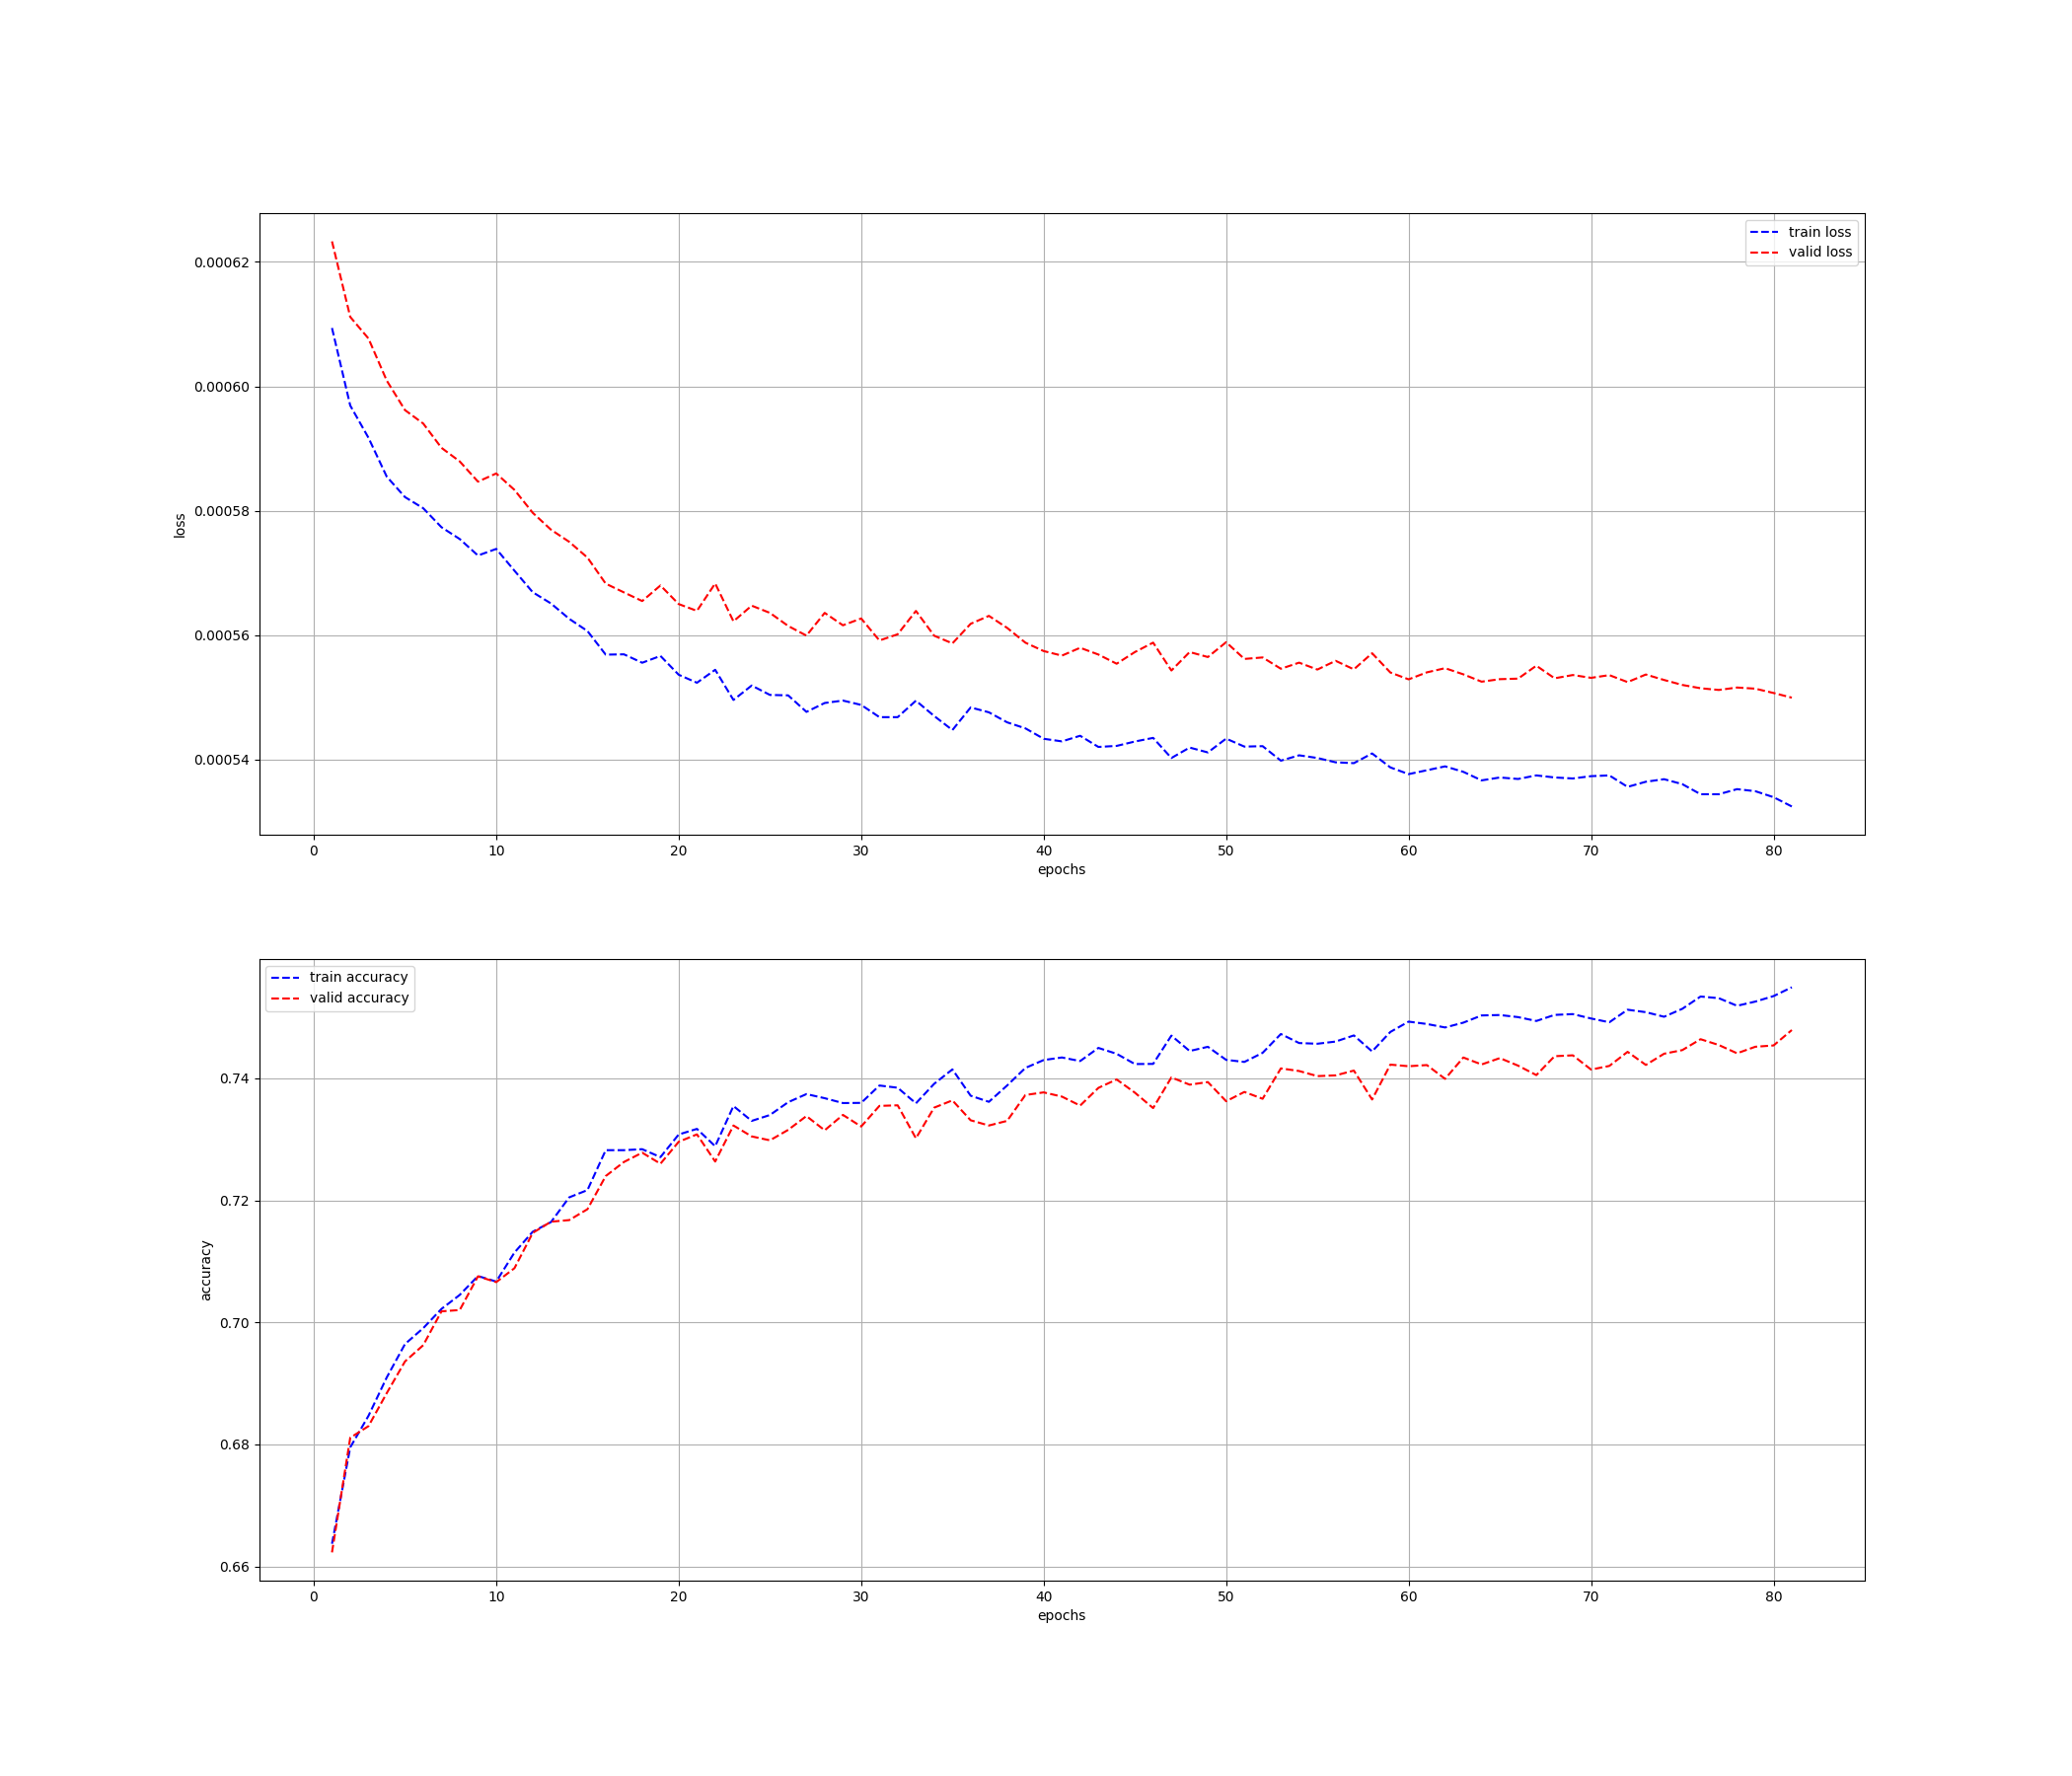 train loss
valid loss
0.00062
0.00060
0.00058
0.00056
0.00054
loss
0 10 20 30 40 50 60 70 80
epochs
train accuracy
valid accuracy
0.74
0.72
0.70
0.68
0.66
accuracy
0 10 20 30 40 50 60 70 80
epochs